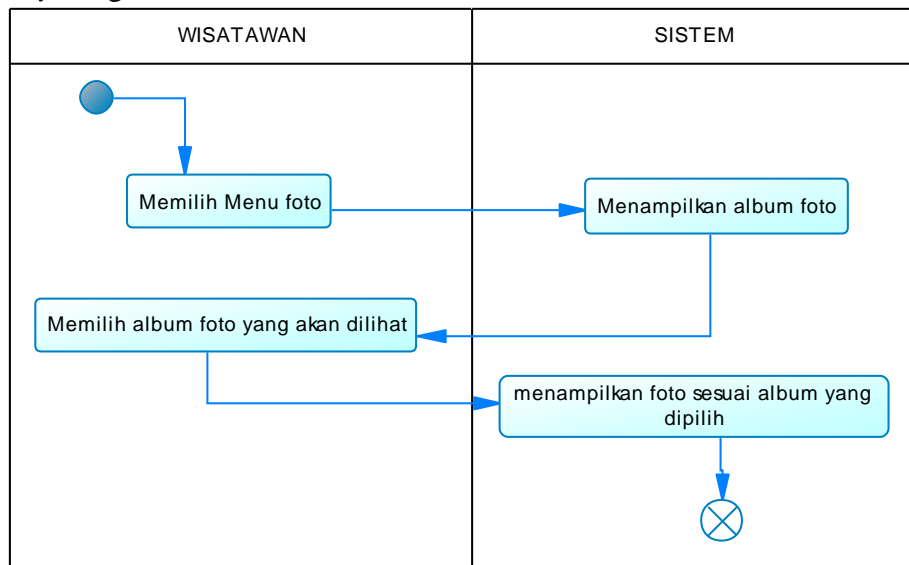 WISATAWAN
SISTEM
Memilih Menu foto
Menampilkan album foto
Memilih album foto yang akan dilihat
menampilkan foto sesuai album yang
dipilih